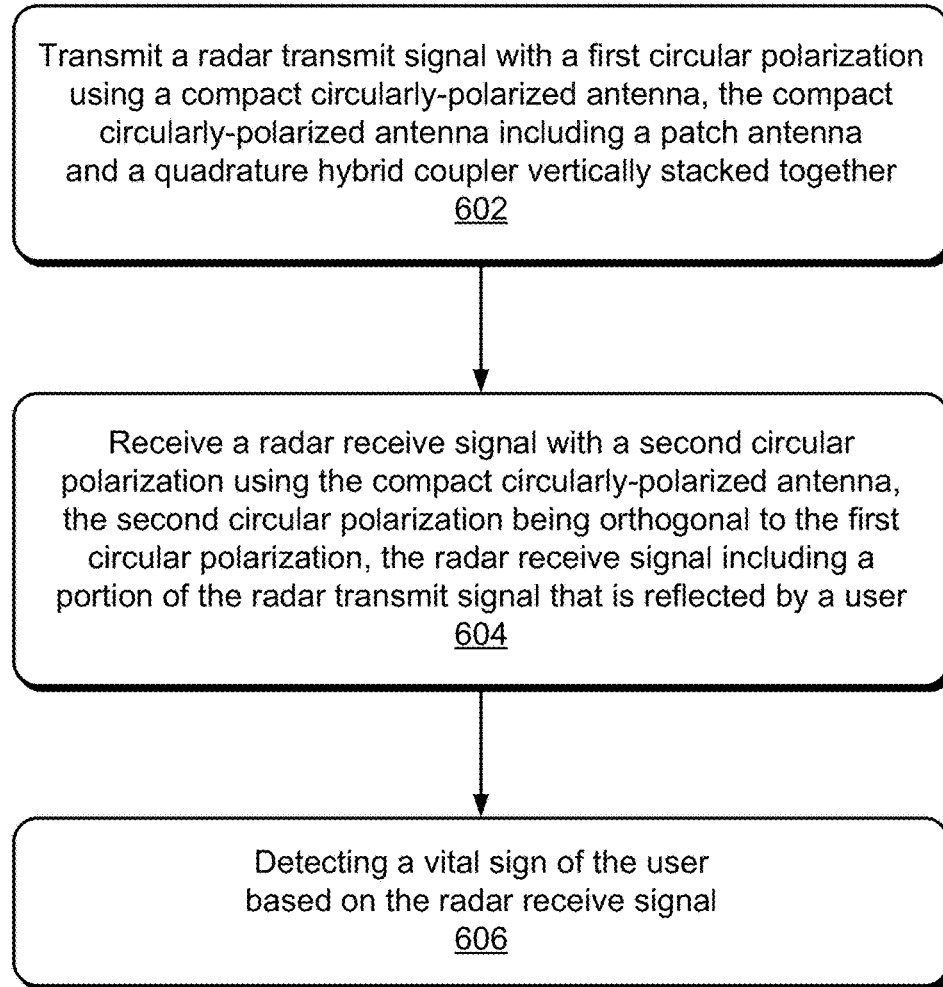 Transmit a radar transmit signal with a first circular polarization
using a compact circularly-polarized antenna, the compact
circularly-polarized antenna including a patch antenna
and a quadrature hybrid coupler vertically stacked together
602
Receive a radar receive signal with a second circular
polarization using the compact circularly-polarized antenna,
the second circular polarization being orthogonal to the first
circular polarization, the radar receive signal including a
portion of the radar transmit signal that is reflected by a user
604
Detecting a vital sign of the user
based on the radar receive signal
606